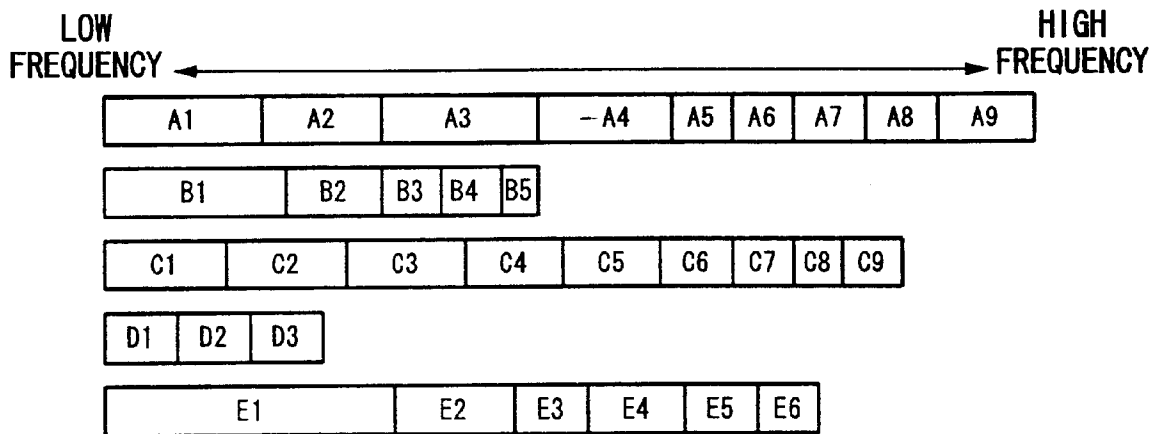 LOW
FREQUENCY
HIGH
FREQUENCY
A1 A2 A3 –A4 A5 A6 A7 A8 A9
B1 B2 B3 B4 B5
C1 C2 C3 C4 C5 C6 C7 C8 C9
D1 D2 D3
E1 E2 E3 E4 E5 E6